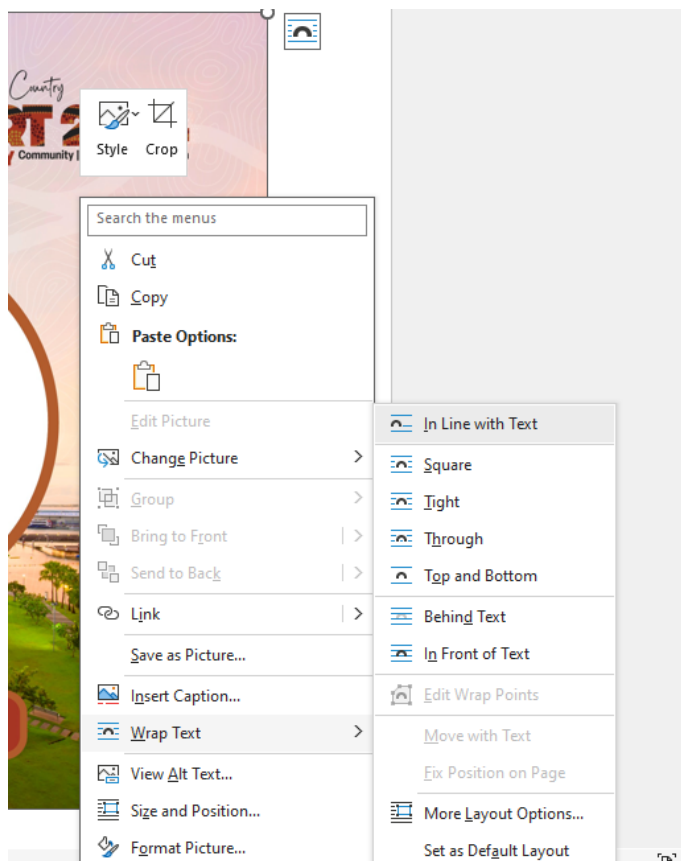 Country
RT 2
Community |
Style
Crop
Search the menus
Cut
Copy
Paste Options:
Edit Picture
Change Picture
Group
Bring to Front
Send to Back
Link
Save as Picture...
Insert Caption...
Wrap Text
View Alt Text...
Size and Position...
Format Picture...
In Line with Text
Square
Tight
Through
Top and Bottom
Behind Text
In Front of Text
Edit Wrap Points
Move with Text
Fix Position on Page
More Layout Options...
Set as Default Layout